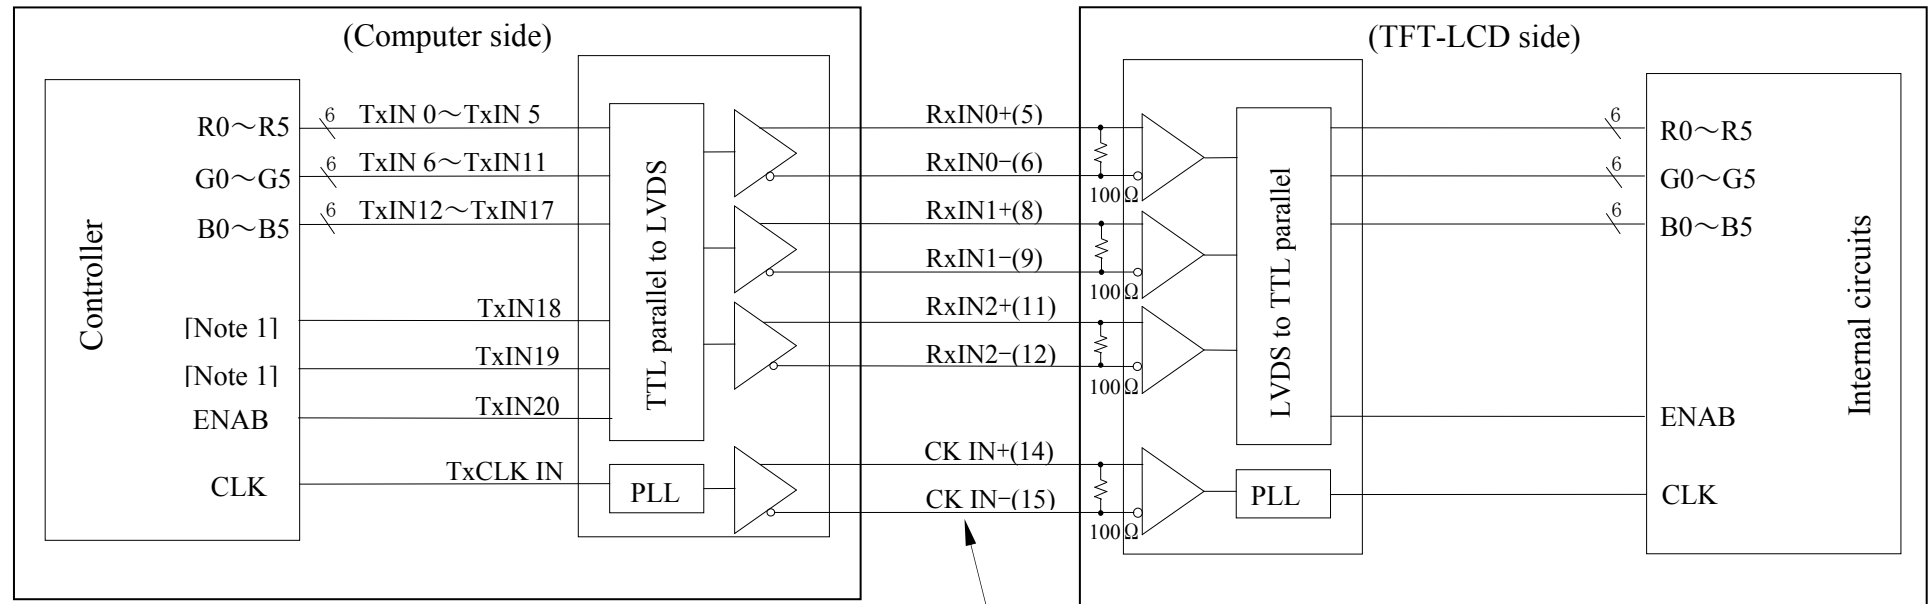 (Computer side)
(TFT-LCD side)
Controller
R0～R5
6
TxIN 0～TxIN 5
G0～G5
6
TxIN 6～TxIN11
B0～B5
6
TxIN12～TxIN17
[Note 1]
TxIN18
[Note 1]
TxIN19
ENAB
TxIN20
CLK
TxCLK IN
TTL parallel to LVDS
PLL
RxIN0+(5)
RxIN0−(6)
100Ω
RxIN1+(8)
RxIN1−(9)
100Ω
RxIN2+(11)
RxIN2−(12)
100Ω
CK IN+(14)
CK IN−(15)
100Ω
LVDS to TTL parallel
PLL
6
R0～R5
6
G0～G5
6
B0～B5
ENAB
CLK
Internal circuits